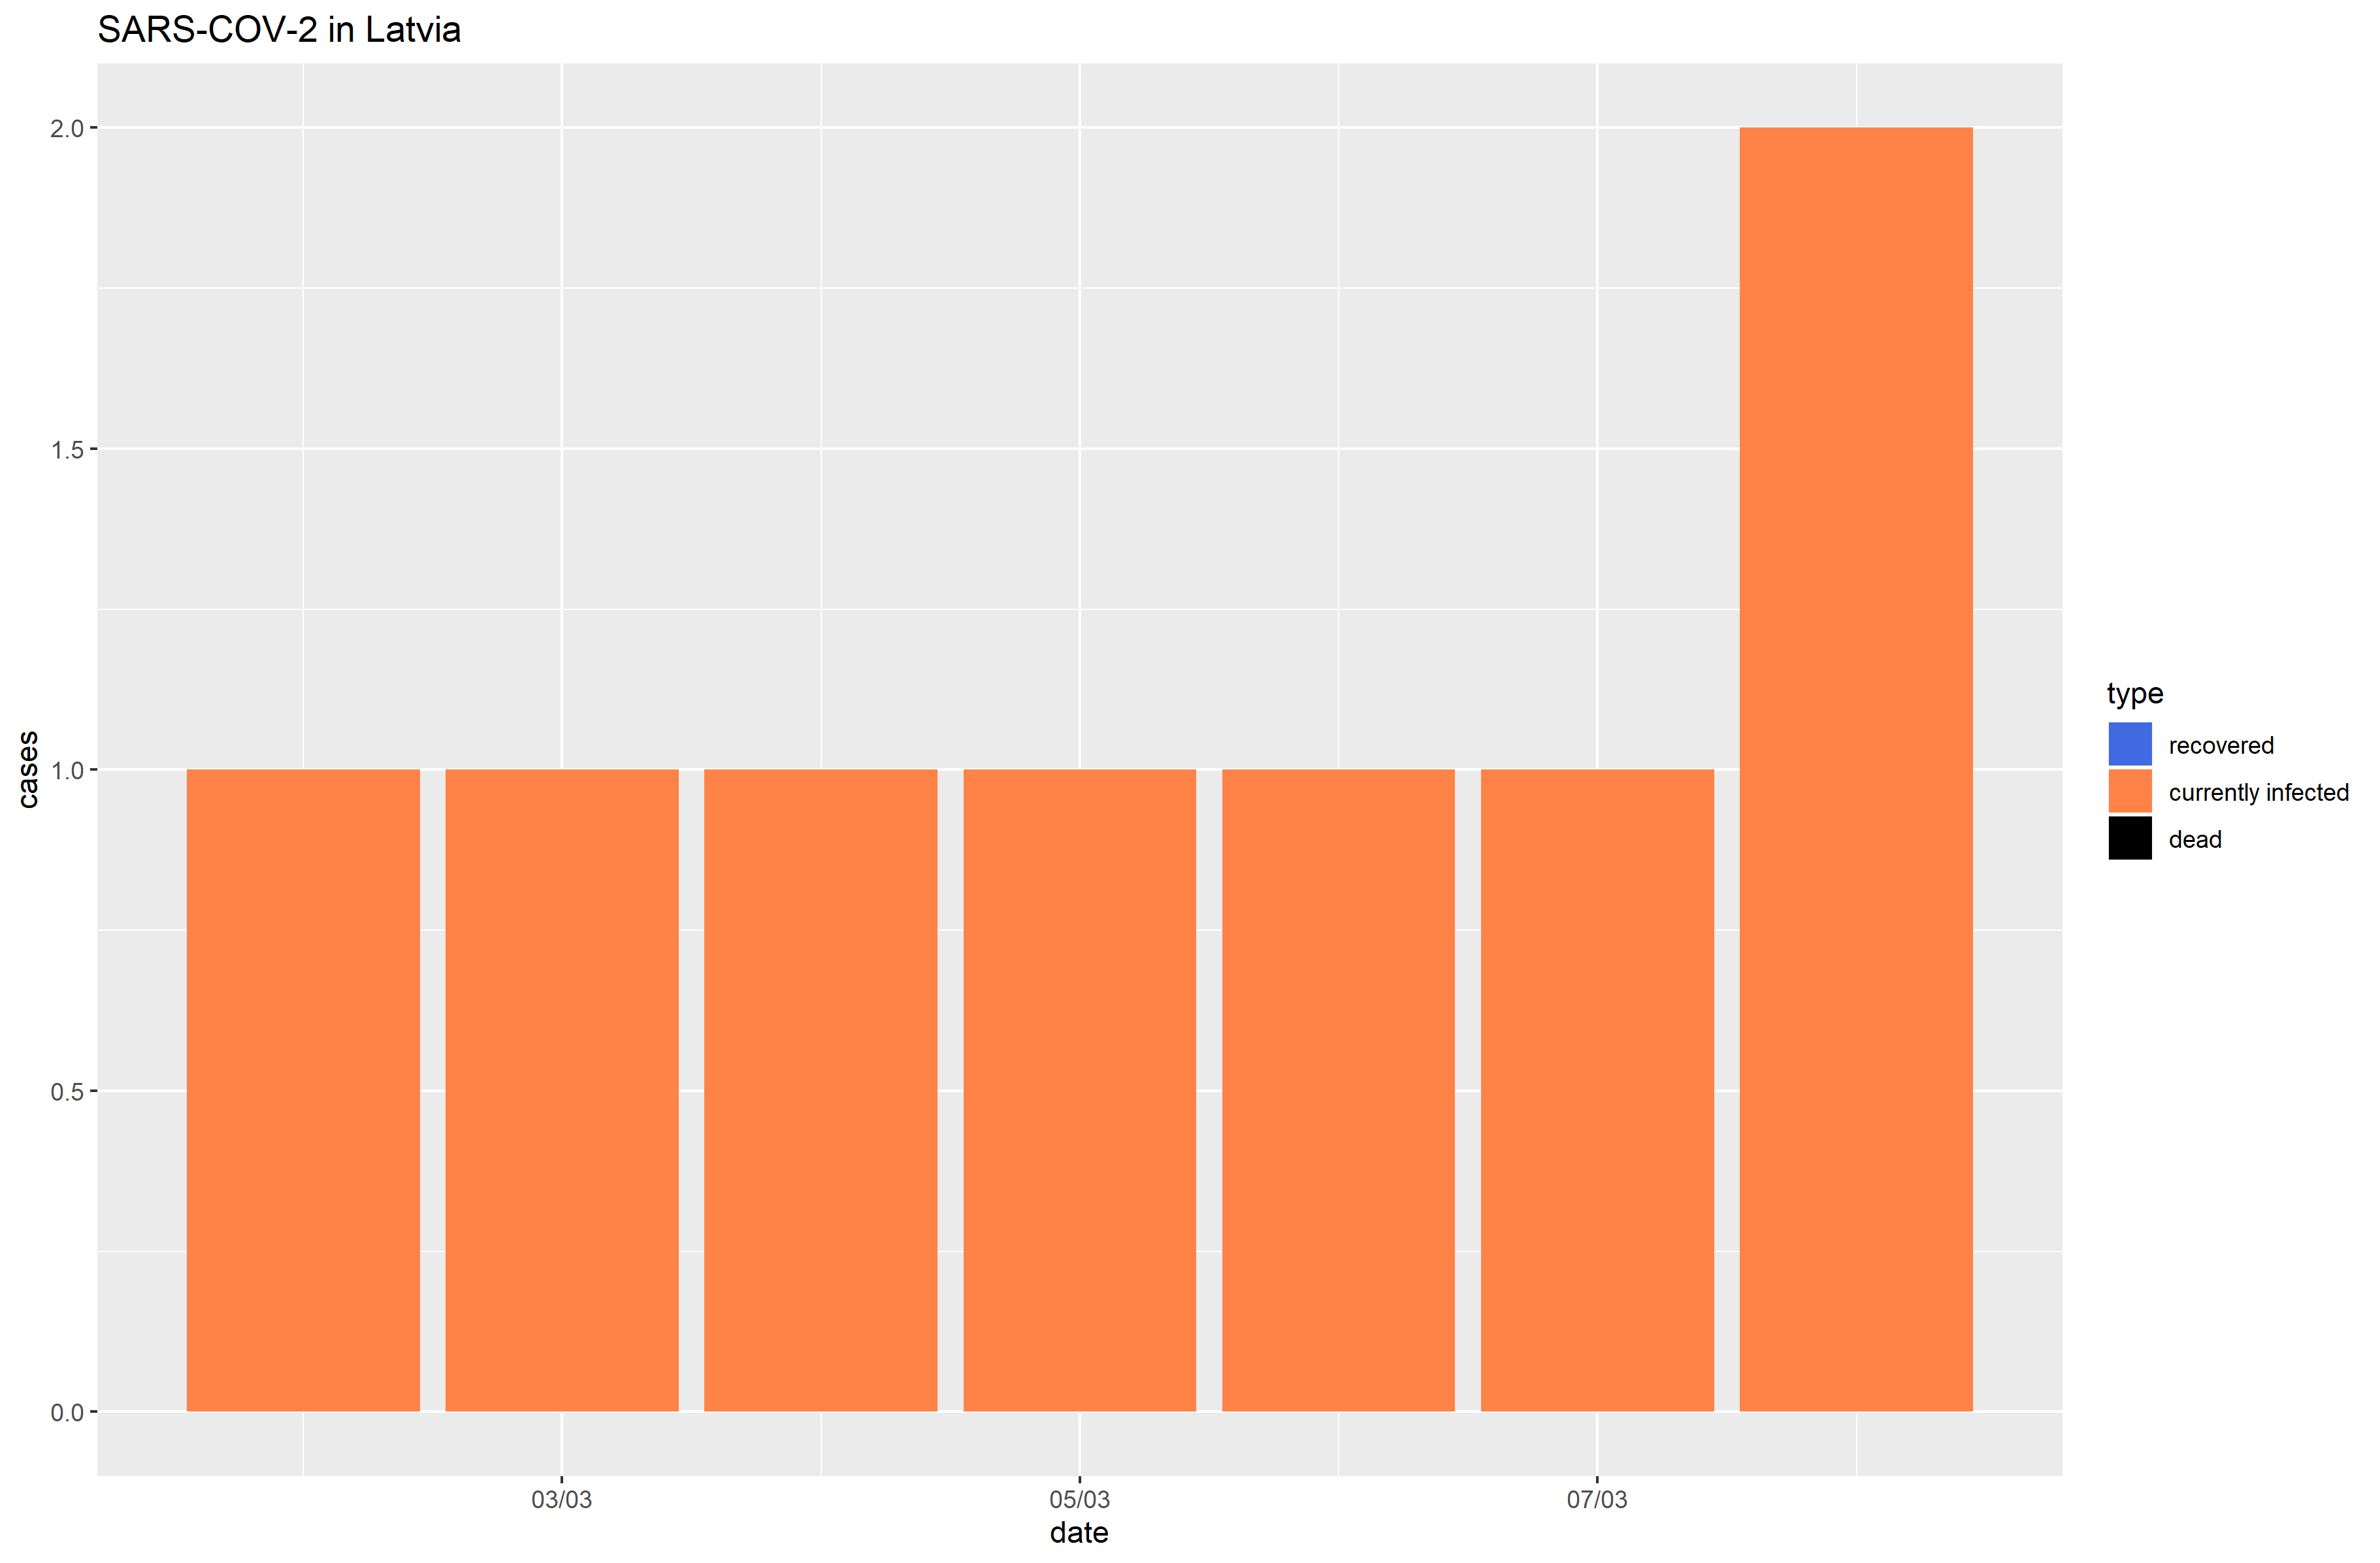 SARS-COV-2 in Latvia
2.0
1.5
1.0
0.5
0.0
cases
03/03
05/03
07/03
date
type
recovered
currently infected
dead